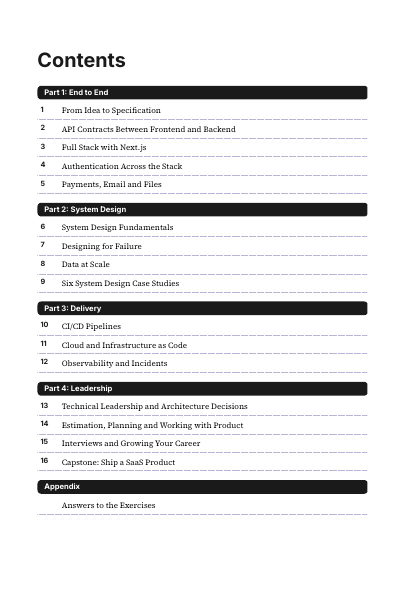 Contents
Part 1: End to End
1 From Idea to Specification
2 API Contracts Between Frontend and Backend
3 Full Stack with Next.js
4 Authentication Across the Stack
5 Payments, Email and Files
Part 2: System Design
6 System Design Fundamentals
7 Designing for Failure
8 Data at Scale
9 Six System Design Case Studies
Part 3: Delivery
10 CI/CD Pipelines
11 Cloud and Infrastructure as Code
12 Observability and Incidents
Part 4: Leadership
13 Technical Leadership and Architecture Decisions
14 Estimation, Planning and Working with Product
15 Interviews and Growing Your Career
16 Capstone: Ship a SaaS Product
Appendix
Answers to the Exercises